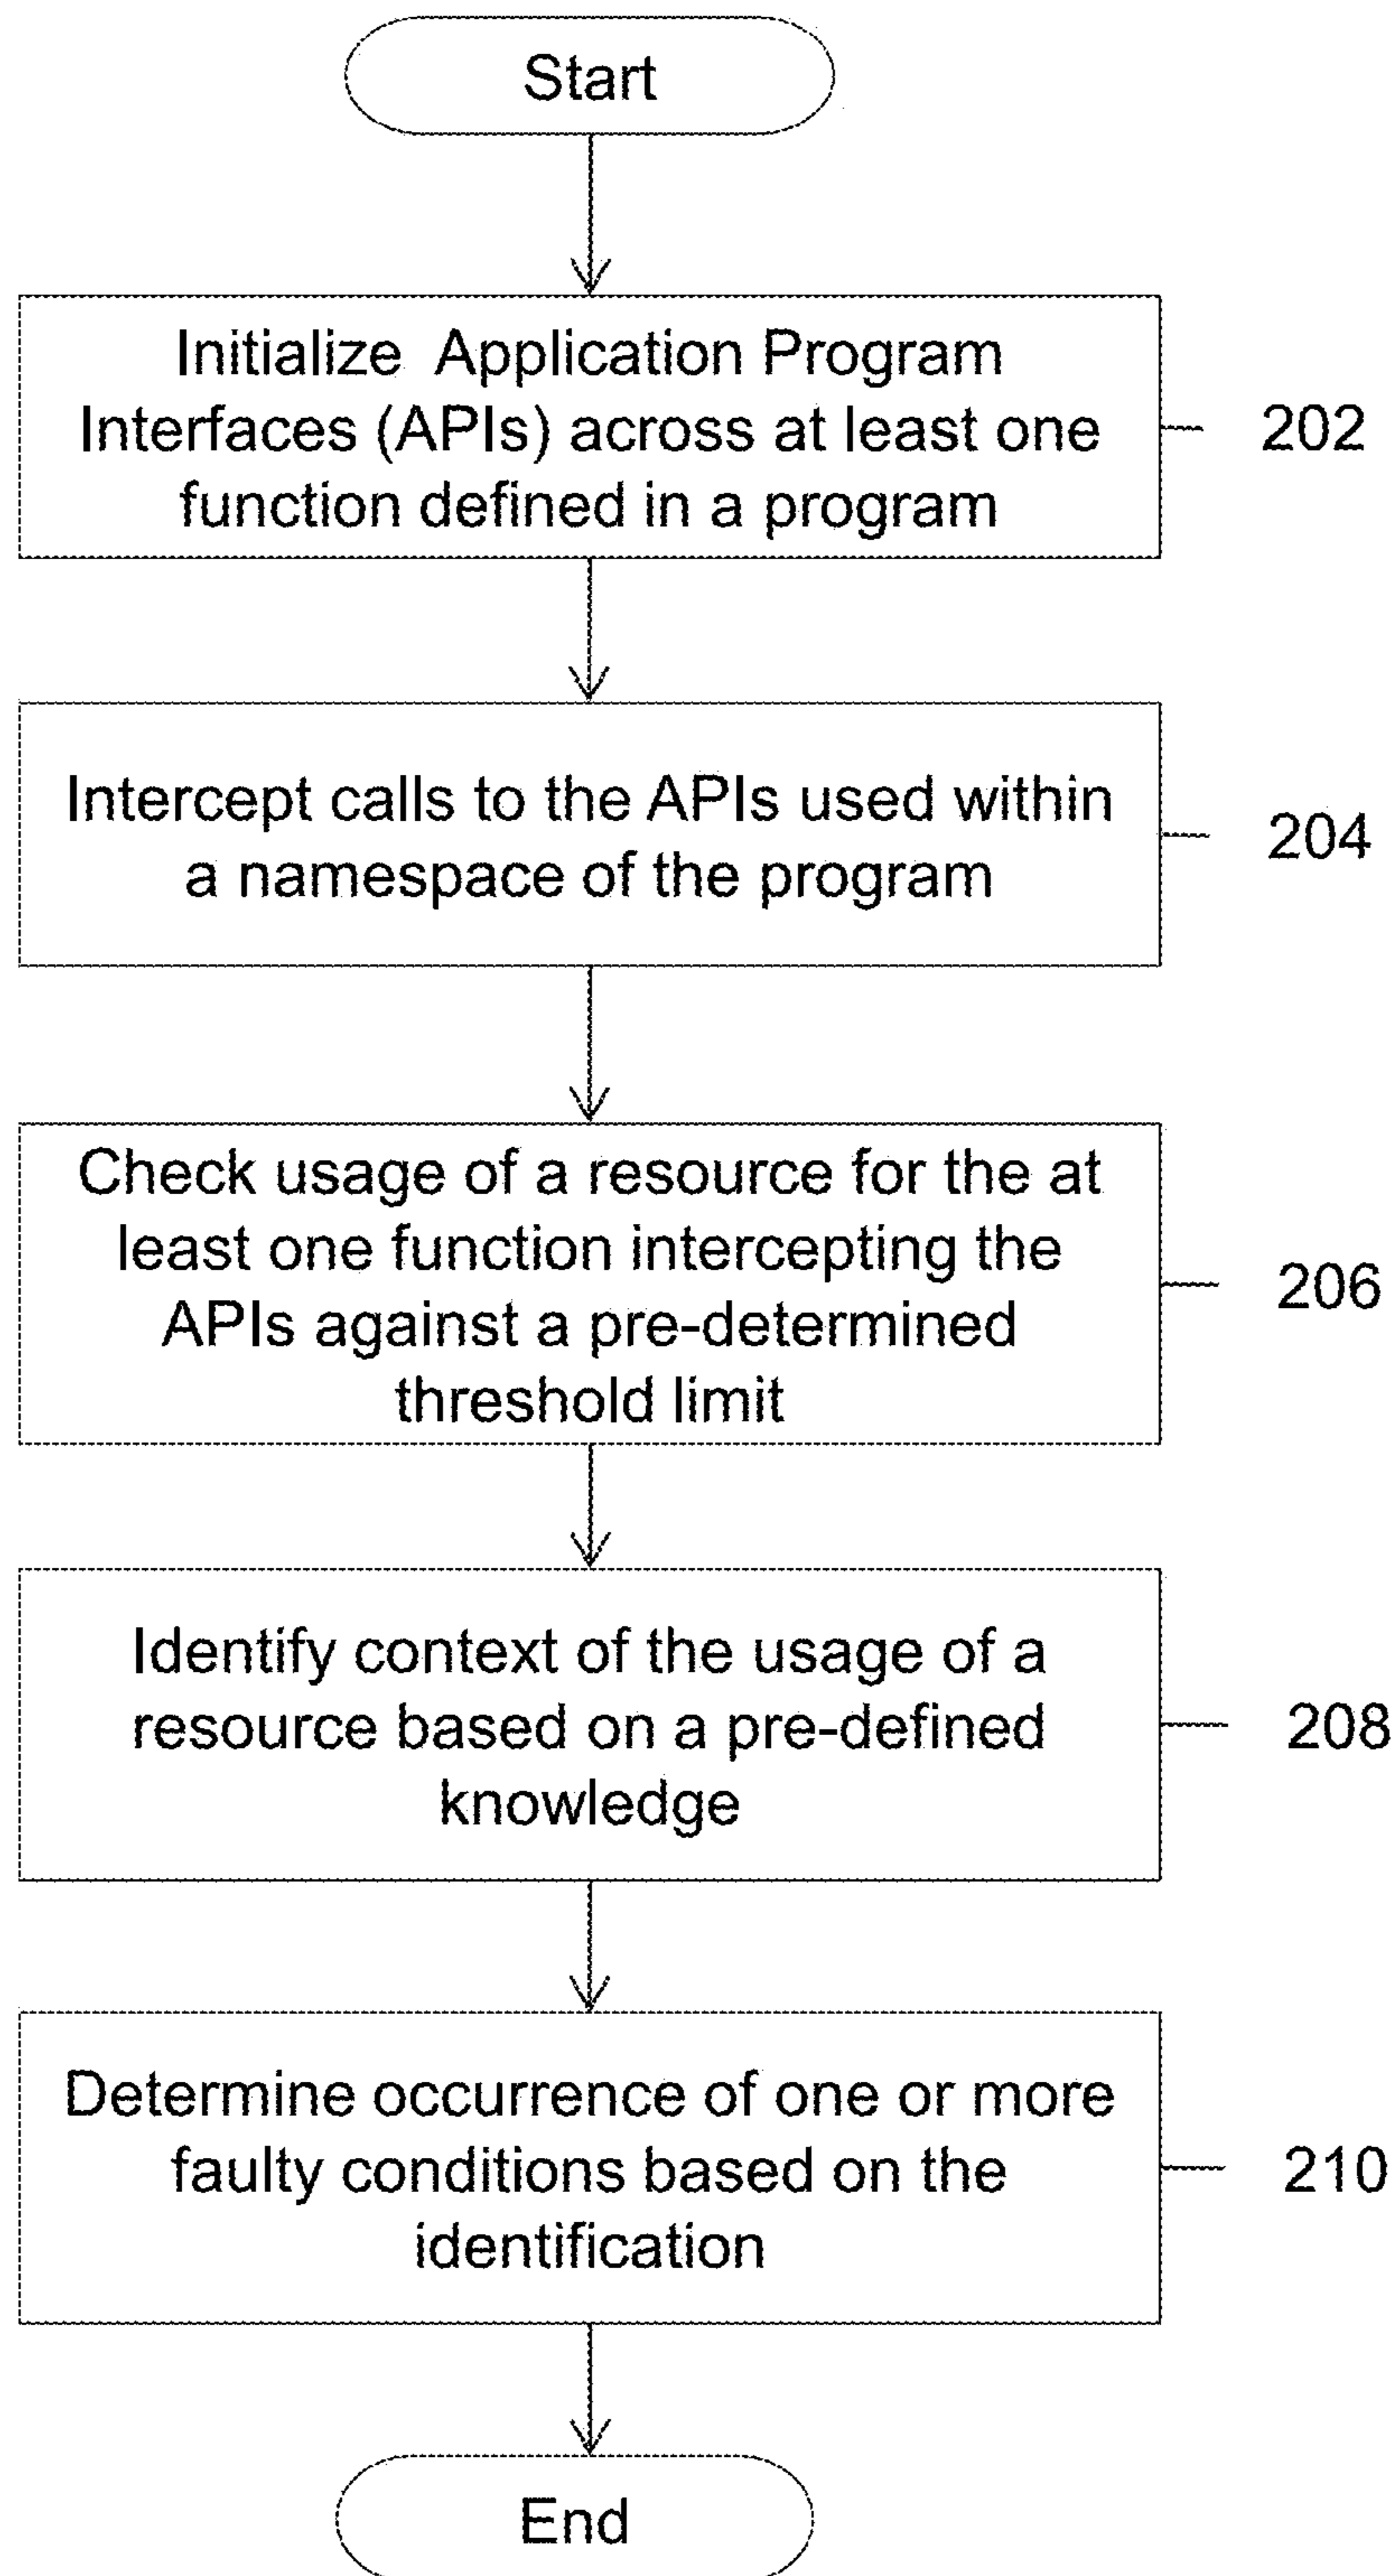 Start
Initialize Application Program
Interfaces (APIs) across at least one
function defined in a program
202
Intercept calls to the APIs used within
a namespace of the program
204
Check usage of a resource for the at
least one function intercepting the
APIs against a pre-determined
threshold limit
206
Identify context of the usage of a
resource based on a pre-defined
knowledge
208
Determine occurrence of one or more
faulty conditions based on the
identification
210
End